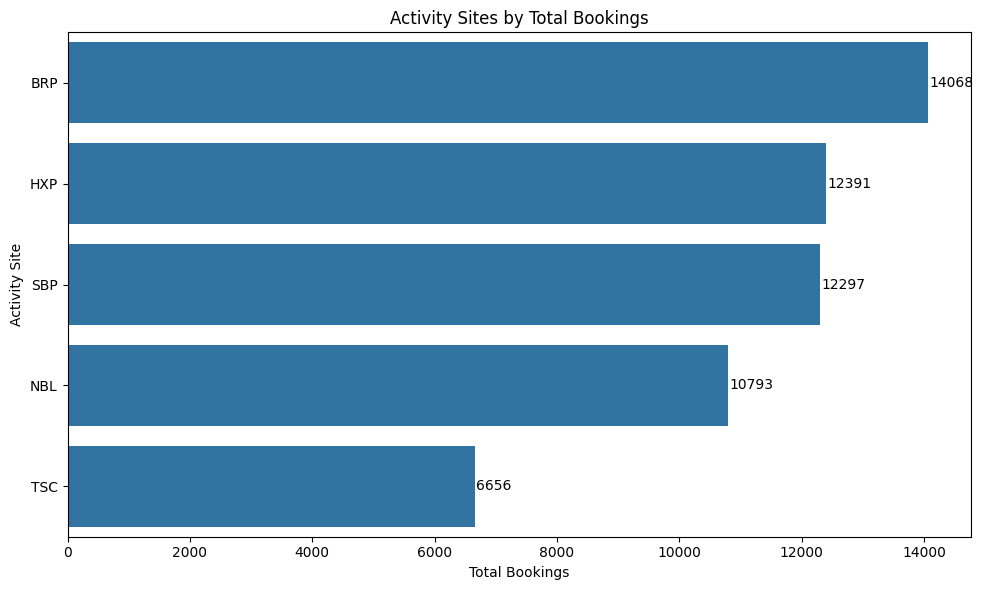 Activity Sites by Total Bookings
Activity Site
BRP
14068
HXP
12391
SBP
12297
NBL
10793
TSC
6656
0 2000 4000 6000 8000 10000 12000 14000
Total Bookings